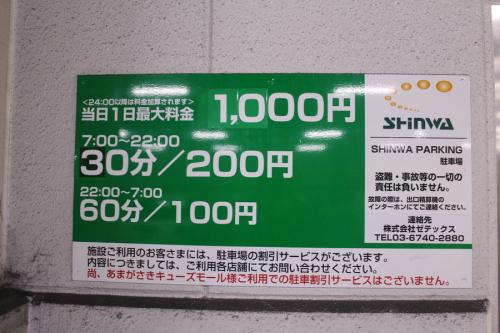 <24:00以降は料金加算されます>
当日1日最大料金 1,000円
7:00~22:00
30分/200円
22:00~7:00
60分/100円
SHINWA
SHINWA PARKING
駐車場
盗難・事故等の一切の
責任は負いません。
故障の際は、出口精算機の
インターホンにてご連絡ください。
連絡先
株式会社ゼテックス
TEL03-6740-2880
施設ご利用のお客さまには、駐車場の割引サービスがございます。
内容につきましては、ご利用各店舗にてお問い合わせください。
尚、あまがさきキューズモール様ご利用での駐車割引サービスはございません。